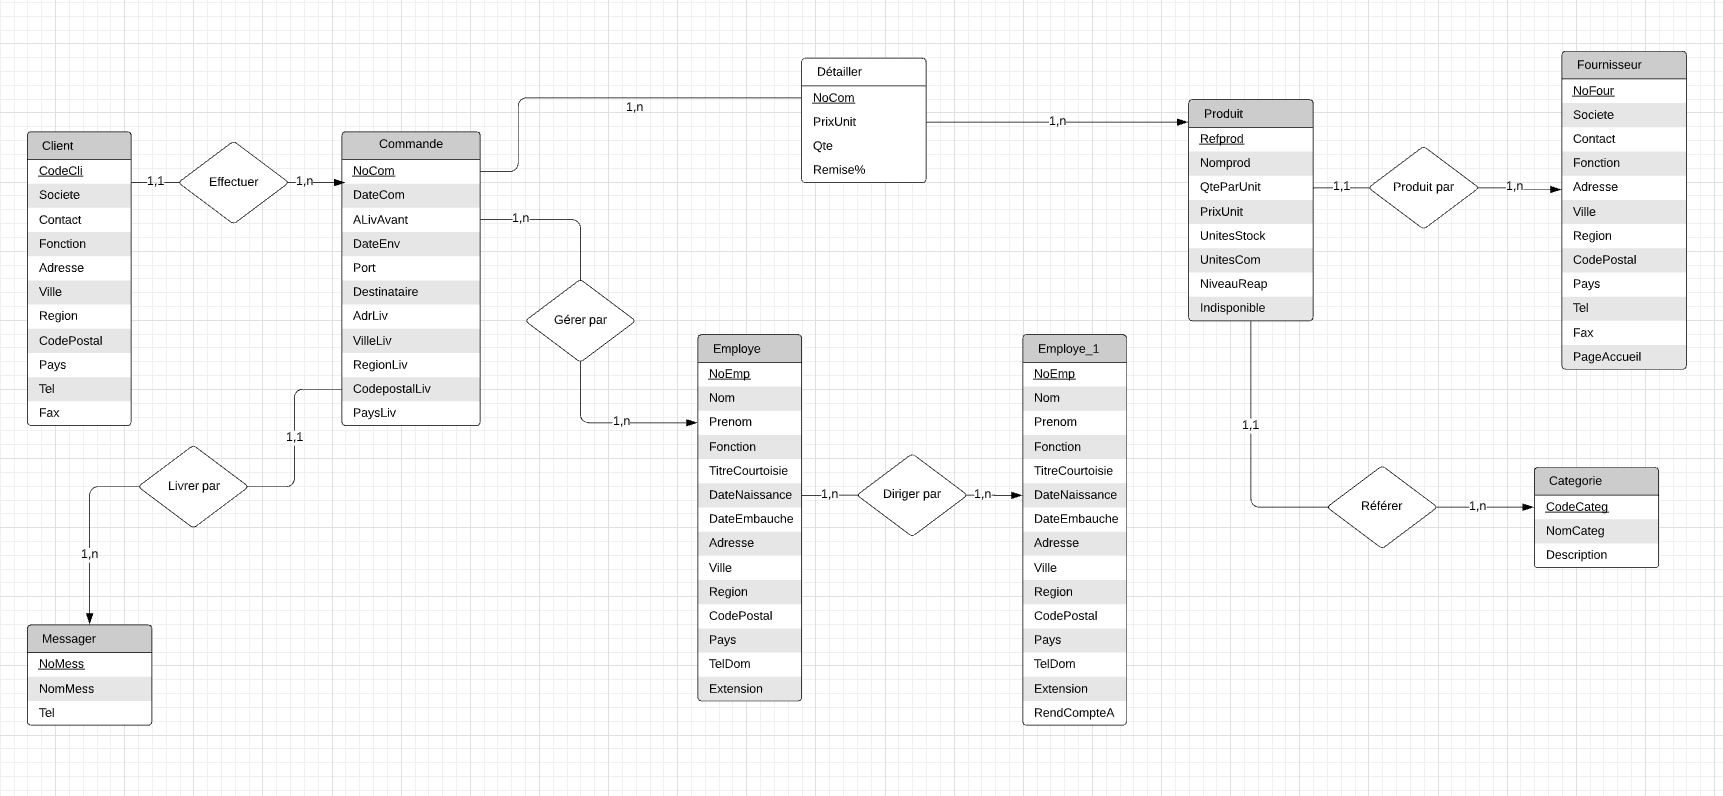 Client
CodeCli
Societe
Contact
Fonction
Adresse
Ville
Region
CodePostal
Pays
Tel
Fax
1,1
Effectuer
1,n
Commande
NoCom
DateCom
ALivAvant
DateEnv
Port
Destinataire
AdrLiv
VilleLiv
RegionLiv
CodepostalLiv
PaysLiv
1,1
Livrer par
1,n
Messager
NoMess
NomMess
Tel
1,n
Détailler
NoCom
PrixUnit
Qte
Remise%
1,n
1,n
Gérer par
1,n
Employe
NoEmp
Nom
Prenom
Fonction
TitreCourtoisie
DateNaissance
DateEmbauche
Adresse
Ville
Region
CodePostal
Pays
TelDom
Extension
1,n
Diriger par
1,n
Employe_1
NoEmp
Nom
Prenom
Fonction
TitreCourtoisie
DateNaissance
DateEmbauche
Adresse
Ville
Region
CodePostal
Pays
TelDom
Extension
RendCompteA
Produit
Refprod
Nomprod
QteParUnit
PrixUnit
UnitesStock
UnitesCom
NiveauReap
Indisponible
1,1
Produit par
1,n
Fournisseur
NoFour
Societe
Contact
Fonction
Adresse
Ville
Region
CodePostal
Pays
Tel
Fax
PageAccueil
1,1
Référer
1,n
Categorie
CodeCateg
NomCateg
Description